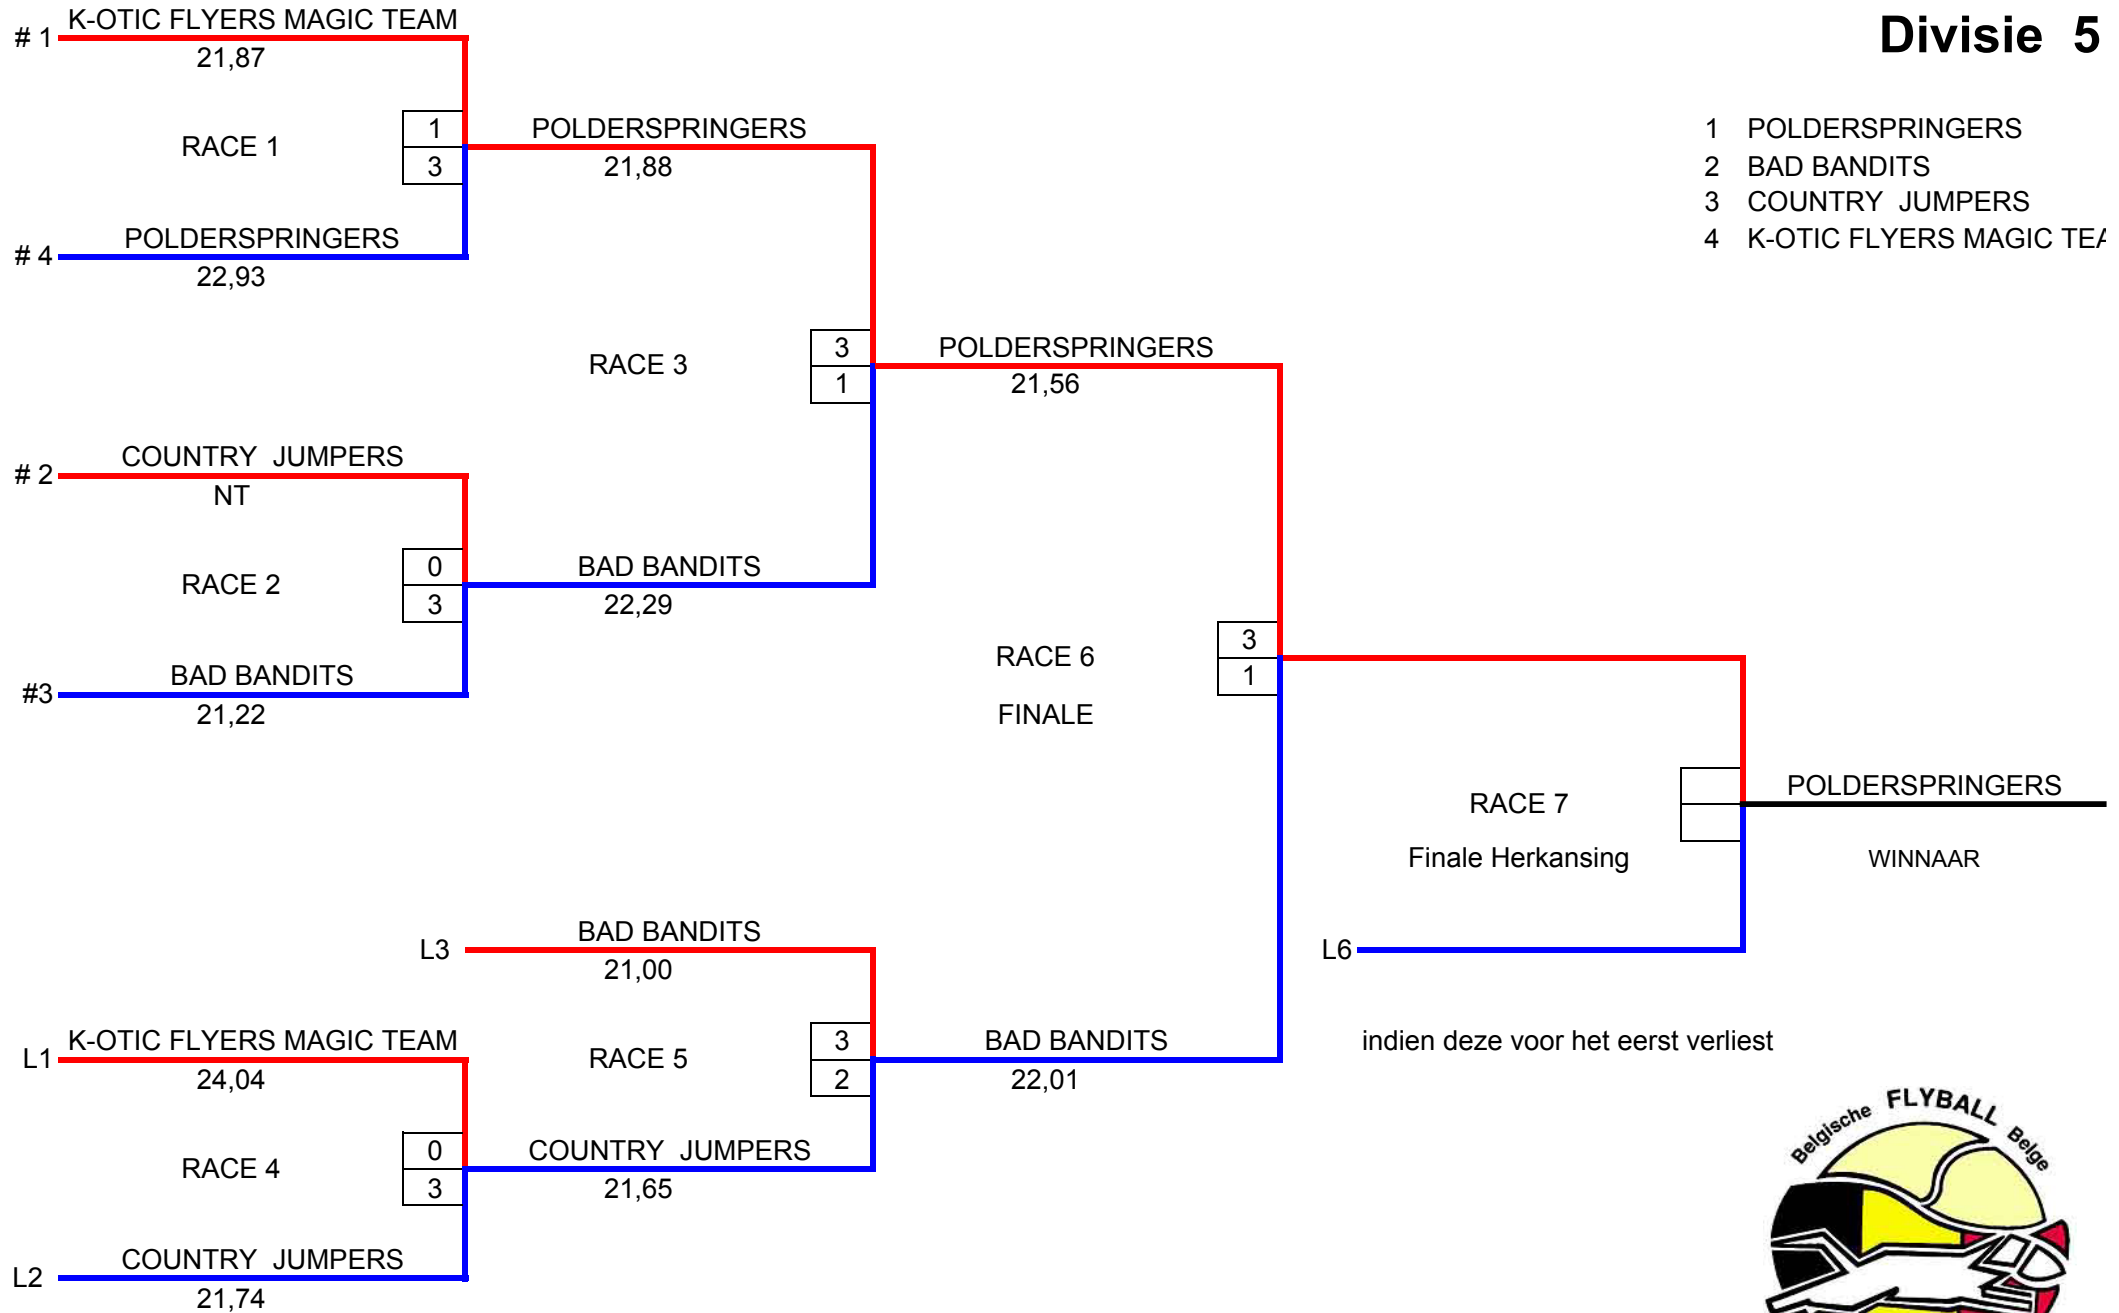 Divisie 5
1 POLDERSPRINGERS
2 BAD BANDITS
3 COUNTRY JUMPERS
4 K-OTIC FLYERS MAGIC TEA
# 1 K-OTIC FLYERS MAGIC TEAM
21,87
RACE 1
1
3
# 4 POLDERSPRINGERS
22,93
POLDERSPRINGERS
21,88
RACE 3
3
1
POLDERSPRINGERS
21,56
# 2 COUNTRY JUMPERS
NT
RACE 2
0
3
#3 BAD BANDITS
21,22
BAD BANDITS
22,29
RACE 6
FINALE
3
1
RACE 7
Finale Herkansing
POLDERSPRINGERS
WINNAAR
L6
indien deze voor het eerst verliest
L3 BAD BANDITS
21,00
RACE 5
3
2
BAD BANDITS
22,01
L1 K-OTIC FLYERS MAGIC TEAM
24,04
RACE 4
0
3
COUNTRY JUMPERS
21,65
L2 COUNTRY JUMPERS
21,74
Belgische FLYBALL Belge